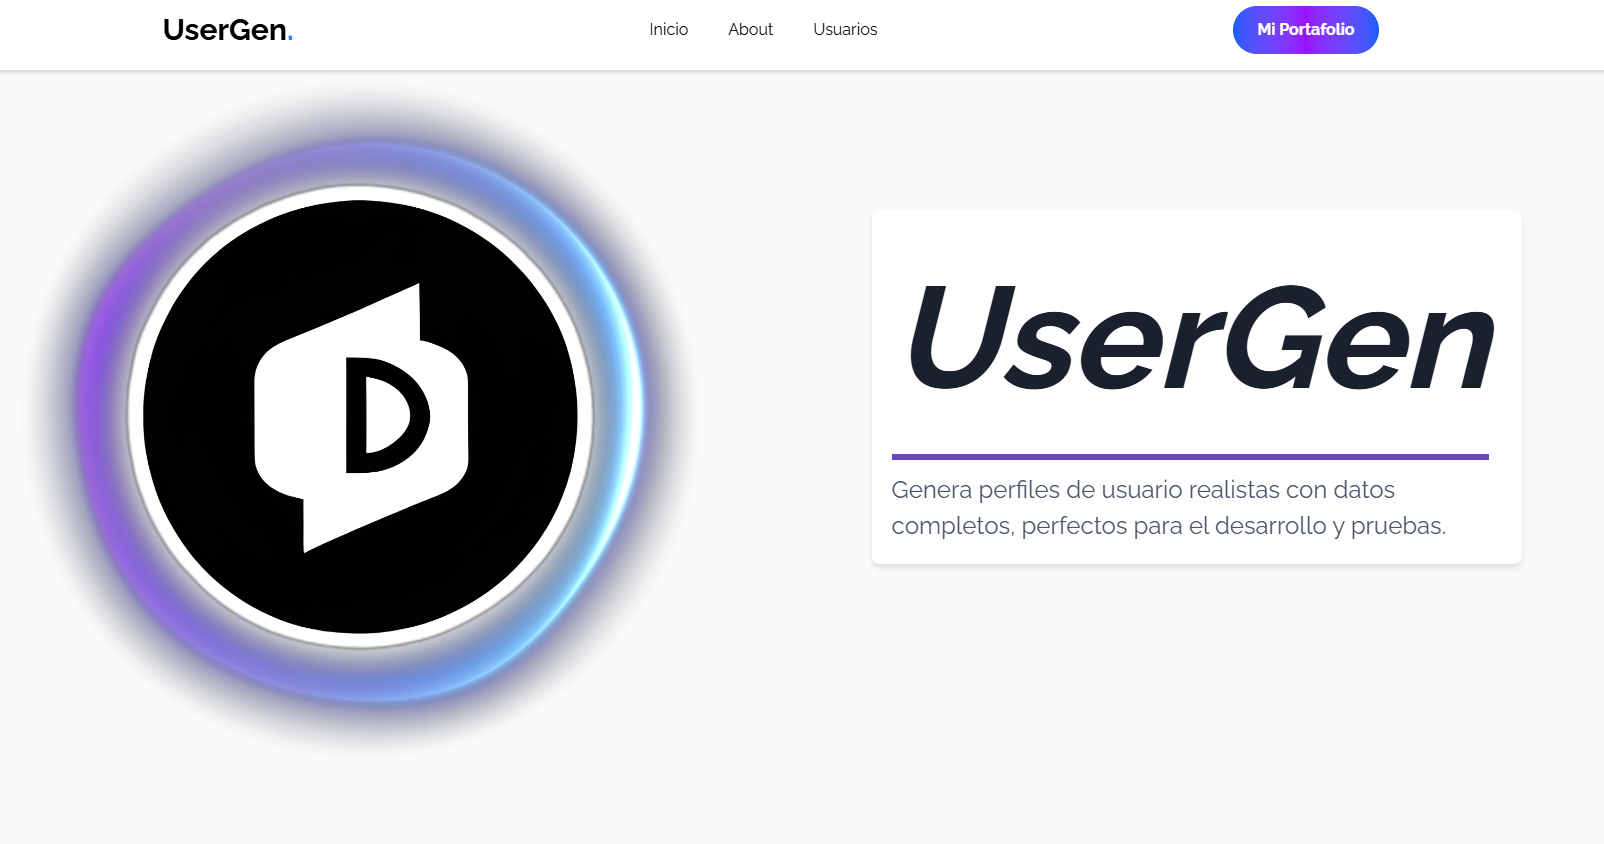 UserGen.
Inicio
About
Usuarios
Mi Portafolio
D
UserGen
Genera perfiles de usuario realistas con datos
completos, perfectos para el desarrollo y pruebas.